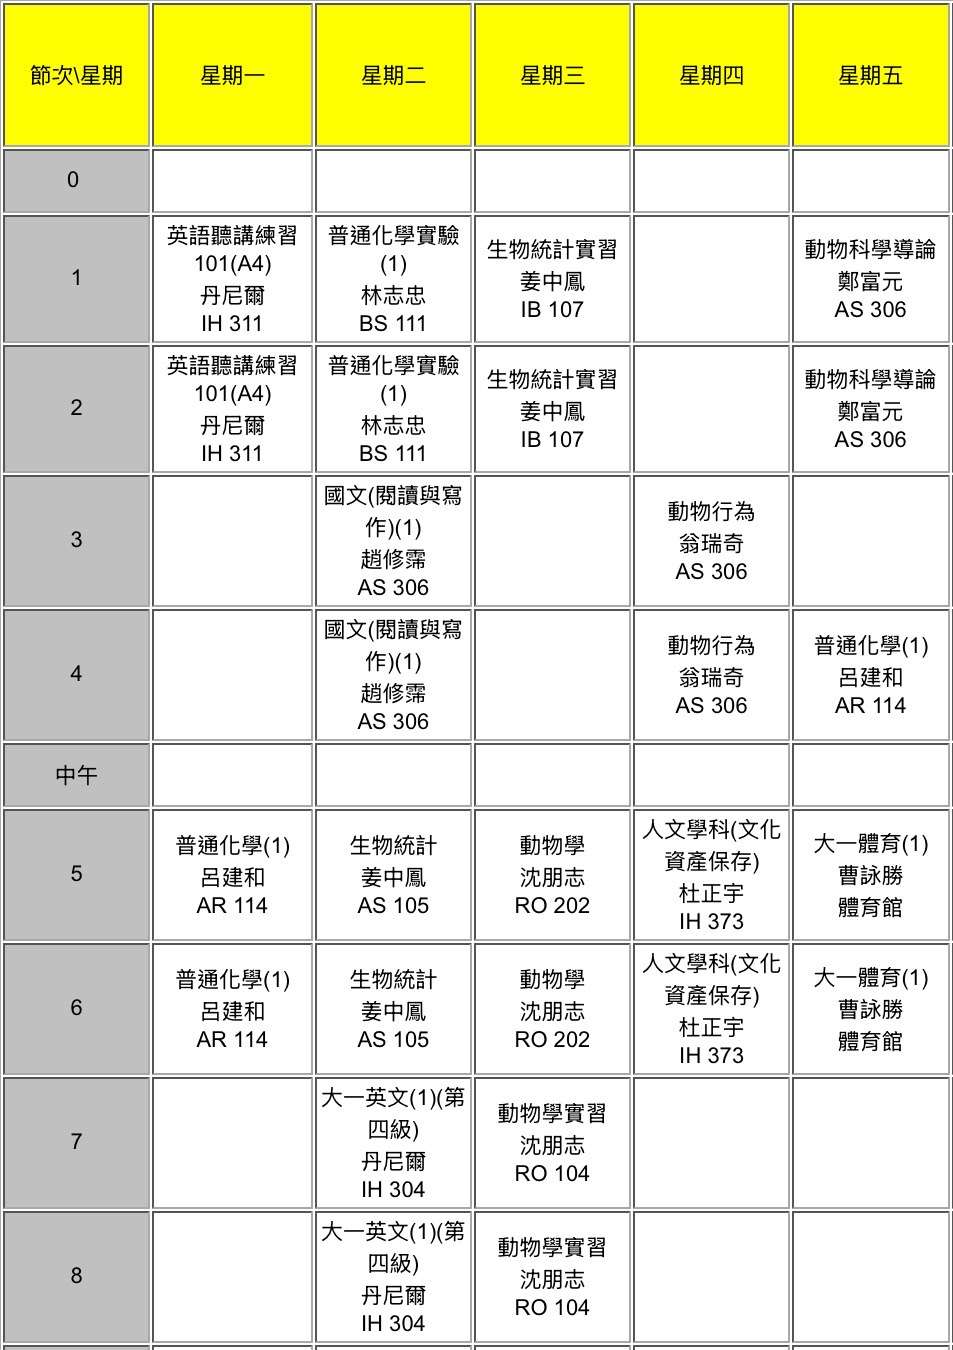 節次\星期 星期一 星期二 星期三 星期四 星期五
0
1
英語聽講練習
101(A4)
丹尼爾
IH 311
普通化學實驗
(1)
林志忠
BS 111
生物統計實習
姜中鳳
IB 107
動物科學導論
鄭富元
AS 306
2
英語聽講練習
101(A4)
丹尼爾
IH 311
普通化學實驗
(1)
林志忠
BS 111
生物統計實習
姜中鳳
IB 107
動物科學導論
鄭富元
AS 306
3
國文(閱讀與寫
作)(1)
趙修霈
AS 306
動物行為
翁瑞奇
AS 306
4
國文(閱讀與寫
作)(1)
趙修霈
AS 306
動物行為
翁瑞奇
AS 306
普通化學(1)
呂建和
AR 114
中午
5
普通化學(1)
呂建和
AR 114
生物統計
姜中鳳
AS 105
動物學
沈朋志
RO 202
人文學科(文化
資產保存)
杜正宇
IH 373
大一體育(1)
曹詠勝
體育館
6
普通化學(1)
呂建和
AR 114
生物統計
姜中鳳
AS 105
動物學
沈朋志
RO 202
人文學科(文化
資產保存)
杜正宇
IH 373
大一體育(1)
曹詠勝
體育館
7
大一英文(1)(第
四級)
丹尼爾
IH 304
動物學實習
沈朋志
RO 104
8
大一英文(1)(第
四級)
丹尼爾
IH 304
動物學實習
沈朋志
RO 104